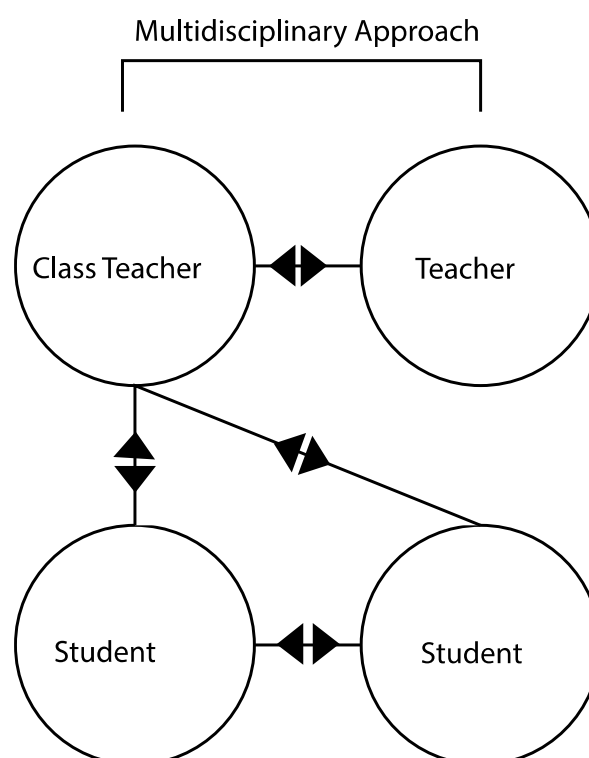 Multidisciplinary Approach
Class Teacher
Teacher
Student
Student